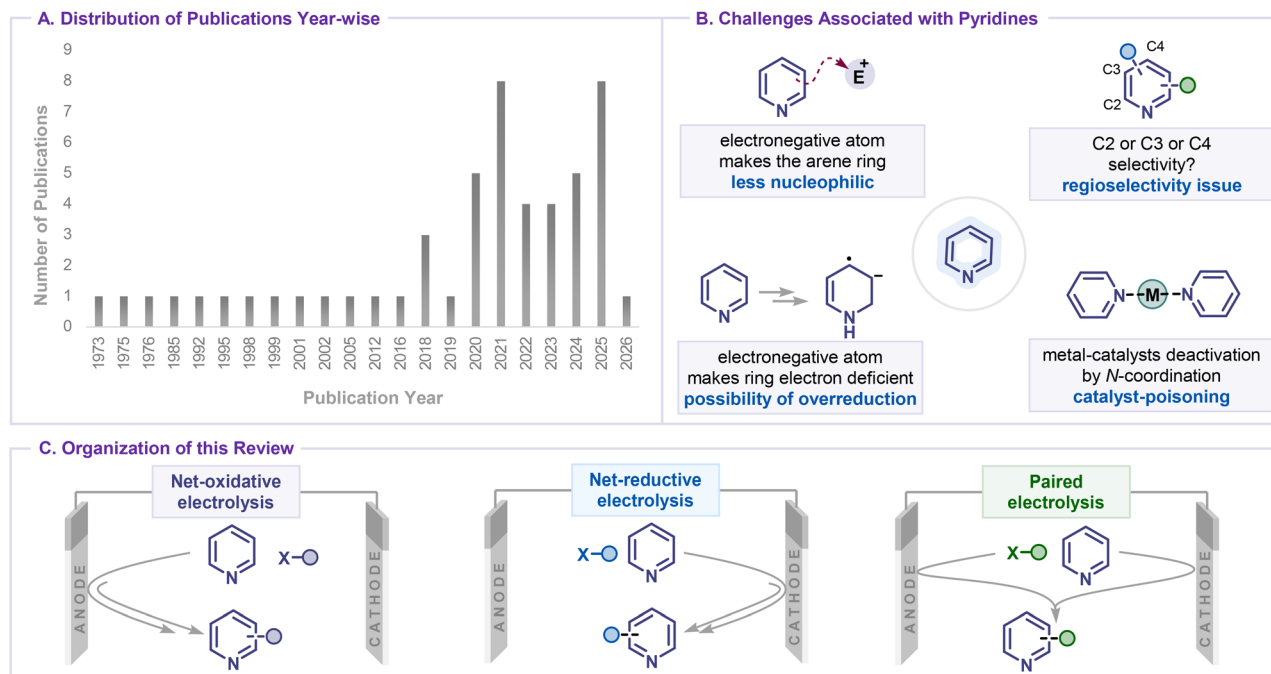 A. Distribution of Publications Year-wise
Number of Publications
9
8
7
6
5
4
3
2
1
0
1973
1975
1976
1985
1992
1995
1998
1999
2001
2002
2005
2012
2016
2018
2019
2020
2021
2022
2023
2024
2025
2026
Publication Year
B. Challenges Associated with Pyridines
N
E+
electronegative atom
makes the arene ring
less nucleophilic
C4
C3
C2
N
C2 or C3 or C4
selectivity?
regioselectivity issue
N
N
N
H
electronegative atom
makes ring electron deficient
possibility of overreduction
N
M
N
metal-catalysts deactivation
by N-coordination
catalyst-poisoning
C. Organization of this Review
Net-oxidative
electrolysis
ANODE
N
X
N
CATHODE
Net-reductive
electrolysis
ANODE
X
N
N
CATHODE
Paired
electrolysis
ANODE
X
N
N
CATHODE